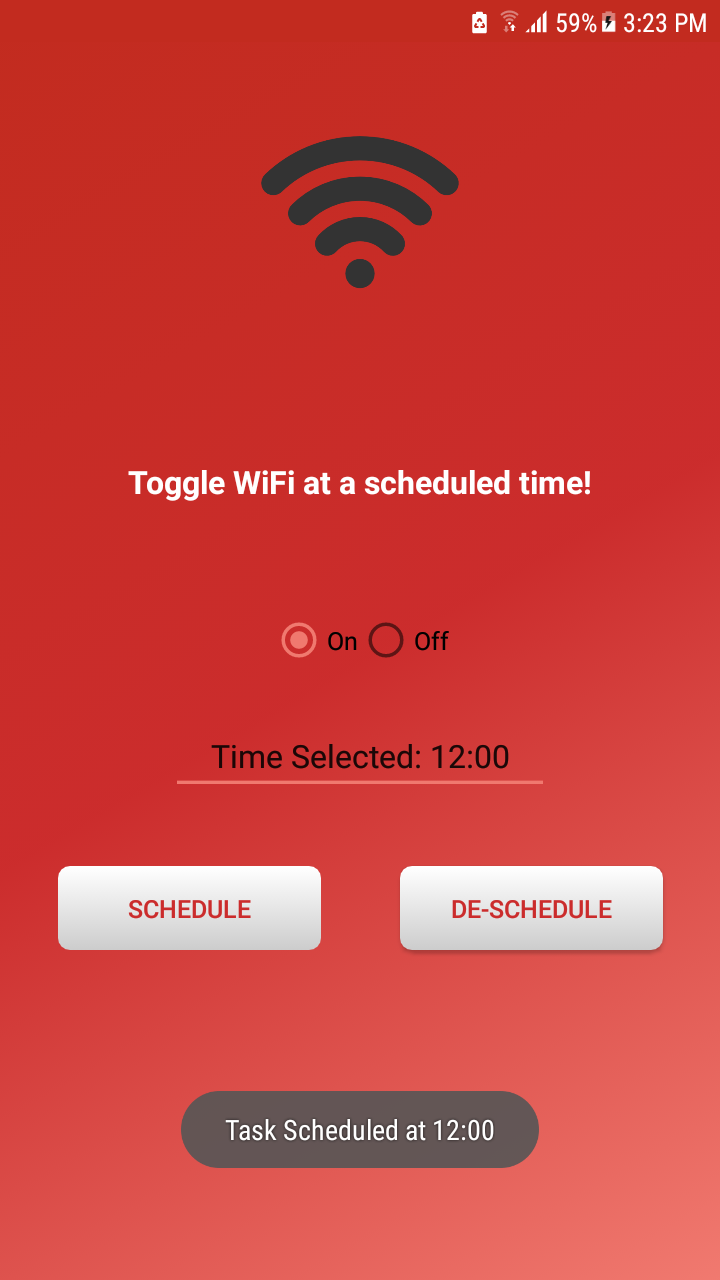 59% 3:23 PM
Toggle WiFi at a scheduled time!
On Off
Time Selected: 12:00
SCHEDULE DE-SCHEDULE
Task Scheduled at 12:00